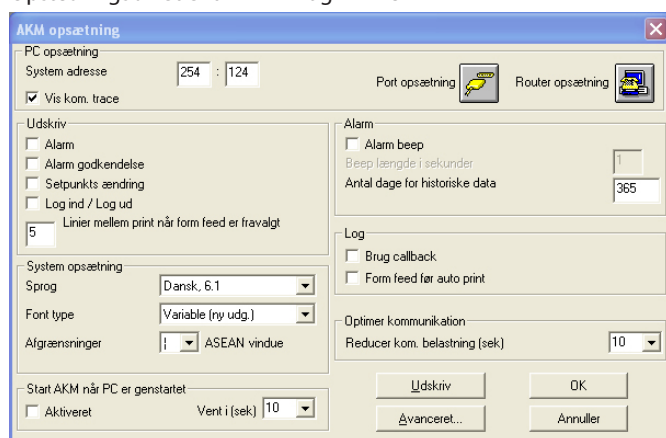 AKM opsætning
PC opsætning
System adresse 254 : 124
Port opsætning
Router opsætning
Vis kom. trace
Udskriv
Alarm
Alarm godkendelse
Setpunkts ændring
Log ind / Log ud
5 Linier mellem print når form feed er fravalgt
Alarm
Alarm beep
Beep længde i sekunder 1
Antal dage for historiske data 365
Log
Brug callback
Form feed før auto print
System opsætning
Sprog Dansk, 6.1
Font type Variable (ny udg.)
Afgrænsninger ¦ ASEAN vindue
Optimer kommunikation
Reducer kom. belastning (sek) 10
Start AKM når PC er genstartet
Aktiveret Vent i (sek) 10
Udskriv
OK
Avanceret...
Annuller